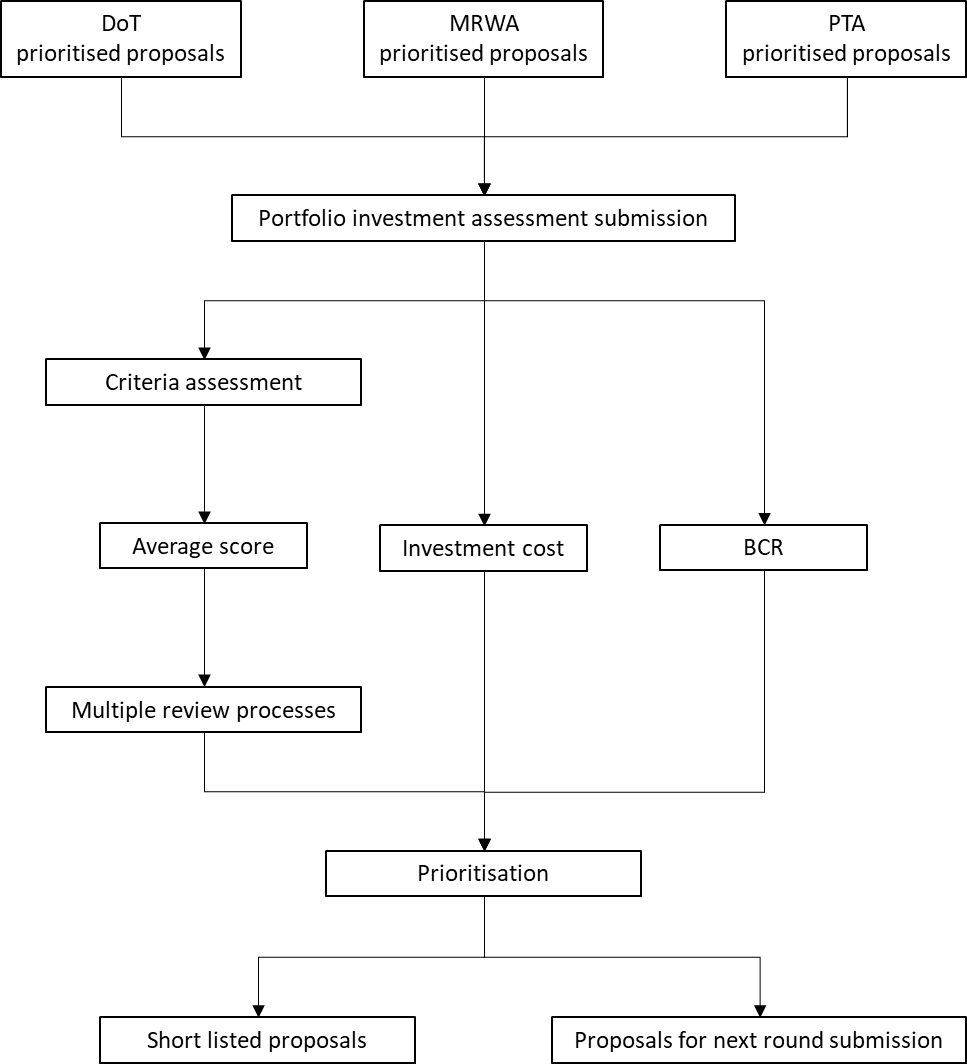 DoT
prioritised proposals
MRWA
prioritised proposals
PTA
prioritised proposals
Portfolio investment assessment submission
Criteria assessment
Average score
Investment cost
BCR
Multiple review processes
Prioritisation
Short listed proposals
Proposals for next round submission